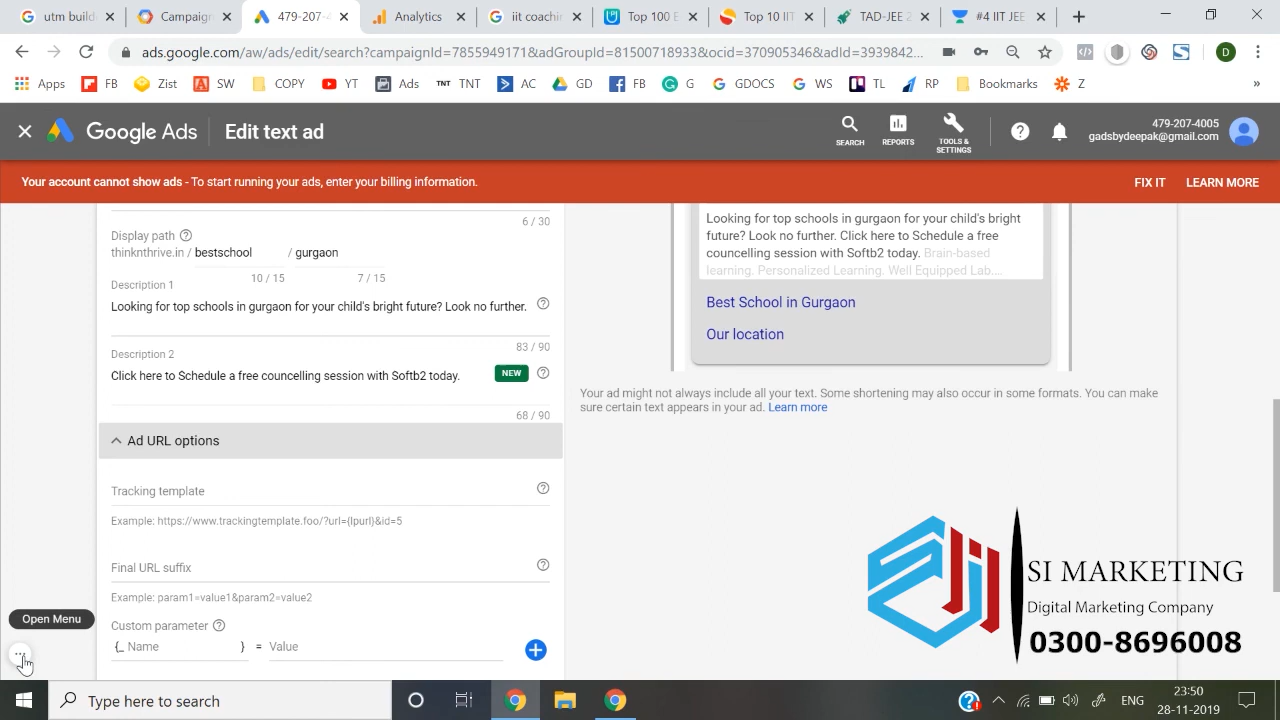 utm build
Campaign
479-207-4
Analytics
iit coachin
Top 100 E
Top 10 IIT
TAD-JEE 2
#4 IIT JEE
ads.google.com/aw/ads/edit/search?campaignId=7855949171&adGroupId=81500718933&ocid=370905346&adId=3939842...
D
Apps
FB
Zist
SW
COPY
YT
Ads
TNT TNT
AC
GD
FB
G
GDOCS
WS
TL
RP
Bookmarks
Z
»
Google Ads
Edit text ad
SEARCH
REPORTS
TOOLS &
SETTINGS
479-207-4005
gadsbydeepak@gmail.com
Your account cannot show ads - To start running your ads, enter your billing information.
FIX IT
LEARN MORE
6 / 30
Display path
thinknthrive.in / bestschool / gurgaon
10 / 15
7 / 15
Description 1
Looking for top schools in gurgaon for your child's bright future? Look no further.
83 / 90
Description 2
Click here to Schedule a free councelling session with Softb2 today.
NEW
68 / 90
Ad URL options
Tracking template
Example: https://www.trackingtemplate.foo/?url={lpurl}&id=5
Final URL suffix
Example: param1=value1&param2=value2
Custom parameter
{_ Name } = Value
Open Menu
Looking for top schools in gurgaon for your child's bright
future? Look no further. Click here to Schedule a free
councelling session with Softb2 today. Brain-based
learning. Personalized Learning. Well Equipped Lab....
Best School in Gurgaon
Our location
Your ad might not always include all your text. Some shortening may also occur in some formats. You can make
sure certain text appears in your ad. Learn more
SI MARKETING
Digital Marketing Company
0300-8696008
Type here to search
ENG
23:50
28-11-2019